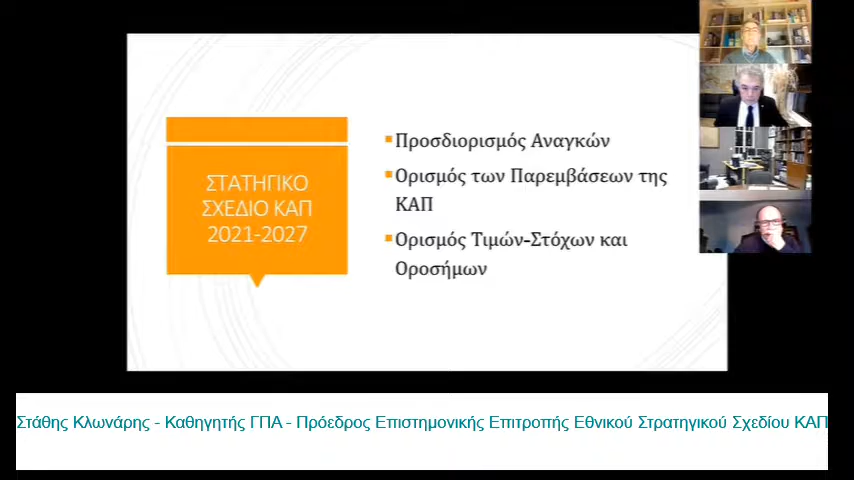 ΣΤΑΤΗΓΙΚΟ
ΣΧΕΔΙΟ ΚΑΠ
2021-2027
Προσδιορισμός Αναγκών
Ορισμός των Παρεμβάσεων της
ΚΑΠ
Ορισμός Τιμών-Στόχων και
Οροσήμων
Στάθης Κλωνάρης - Καθηγητής ΓΠΑ - Πρόεδρος Επιστημονικής Επιτροπής Εθνικού Στρατηγικού Σχεδίου ΚΑΠ